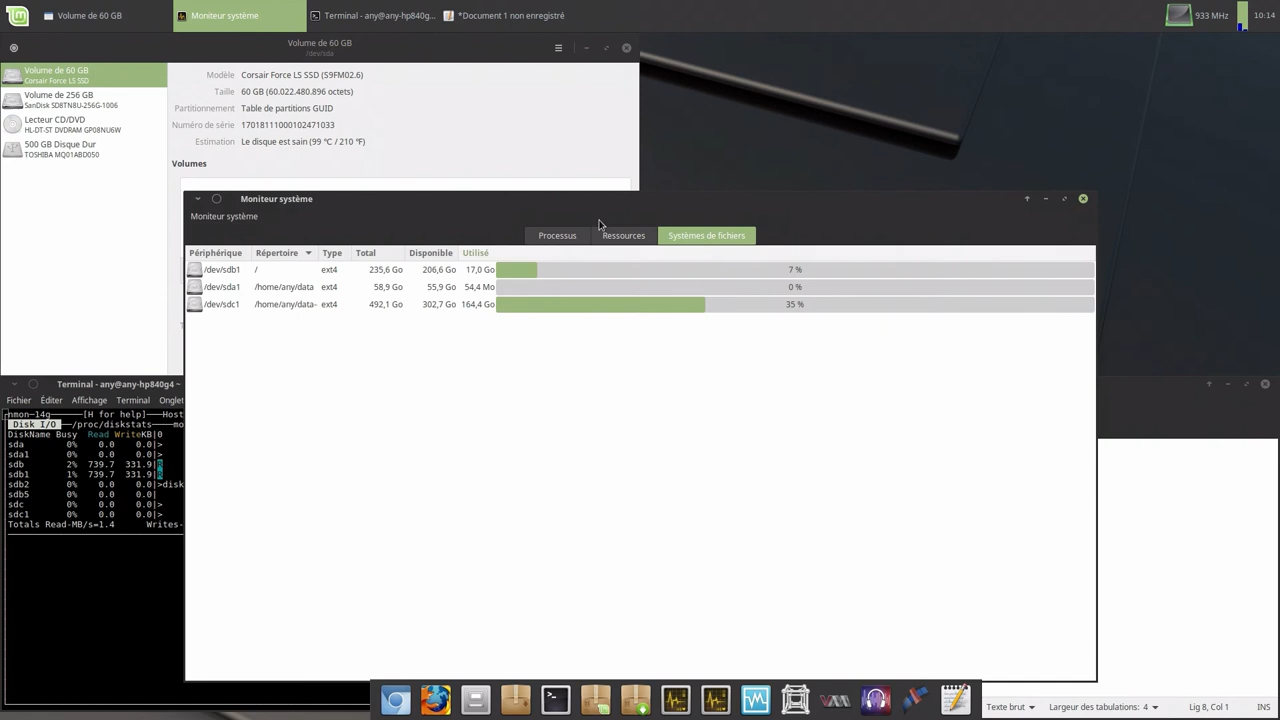 Volume de 60 GB
Moniteur système
Terminal - any@any-hp840g...
*Document 1 non enregistré
933 MHz
10:14
Volume de 60 GB
/dev/sda
Volume de 60 GB
Corsair Force LS SSD
Volume de 256 GB
SanDisk SD8TN8U-256G-1006
Lecteur CD/DVD
HL-DT-ST DVDRAM GP08NU6W
500 GB Disque Dur
TOSHIBA MQ01ABD050
Modèle Corsair Force LS SSD (S9FM02.6)
Taille 60 GB (60.022.480.896 octets)
Partitionnement Table de partitions GUID
Numéro de série 17018111000102471033
Estimation Le disque est sain (99 °C / 210 °F)
Volumes
Moniteur système
Moniteur système
Processus Ressources Systèmes de fichiers
Périphérique Répertoire Type Total Disponible Utilisé
/dev/sdb1 / ext4 235,6 Go 206,6 Go 17,0 Go 7 %
/dev/sda1 /home/any/data ext4 58,9 Go 55,9 Go 54,4 Mo 0 %
/dev/sdc1 /home/any/data- ext4 492,1 Go 302,7 Go 164,4 Go 35 %
Terminal - any@any-hp840g4 ~
Fichier Éditer Affichage Terminal Onglet
nmon-14g [H for help] Host
Disk I/O /proc/diskstats mo
DiskName Busy Read WriteKB|0
sda 0% 0.0 0.0|>
sda1 0% 0.0 0.0|>
sdb 2% 739.7 331.9|R
sdb1 1% 739.7 331.9|R
sdb2 0% 0.0 0.0|>disk
sdb5 0% 0.0 0.0|
sdc 0% 0.0 0.0|>
sdc1 0% 0.0 0.0|>
Totals Read-MB/s=1.4 Writes-
Texte brut
Largeur des tabulations: 4
Lig 8, Col 1
INS